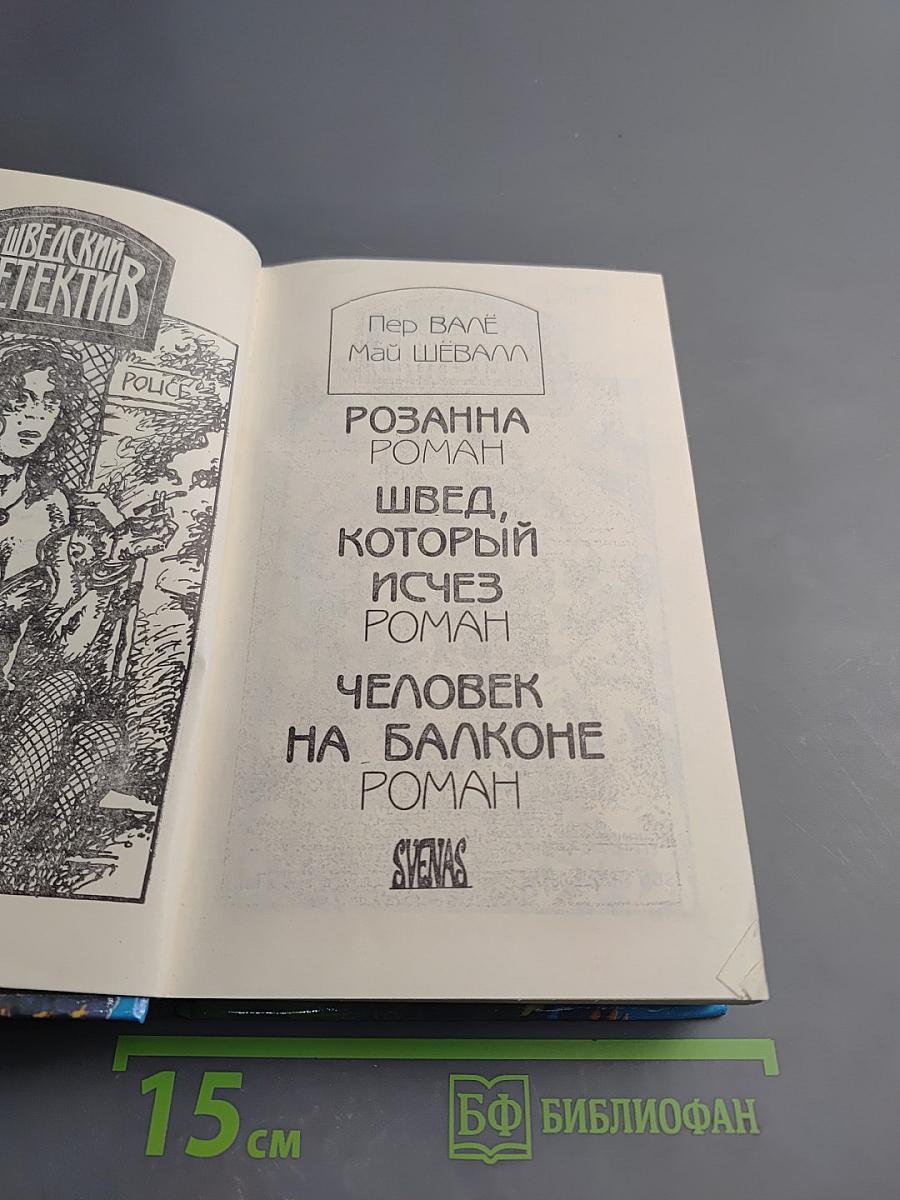 ШВЕДСКИЙ
ЕТЕКТИВ
POLICE
Пер ВАЛЁ
Май ШЁВАЛЛ
РОЗАННА
РОМАН
ШВЕД,
КОТОРЫЙ
ИСЧЕЗ
РОМАН
ЧЕЛОВЕК
НА БАЛКОНЕ
РОМАН
SVENAS
15 см
БФ БИБЛИОФАН